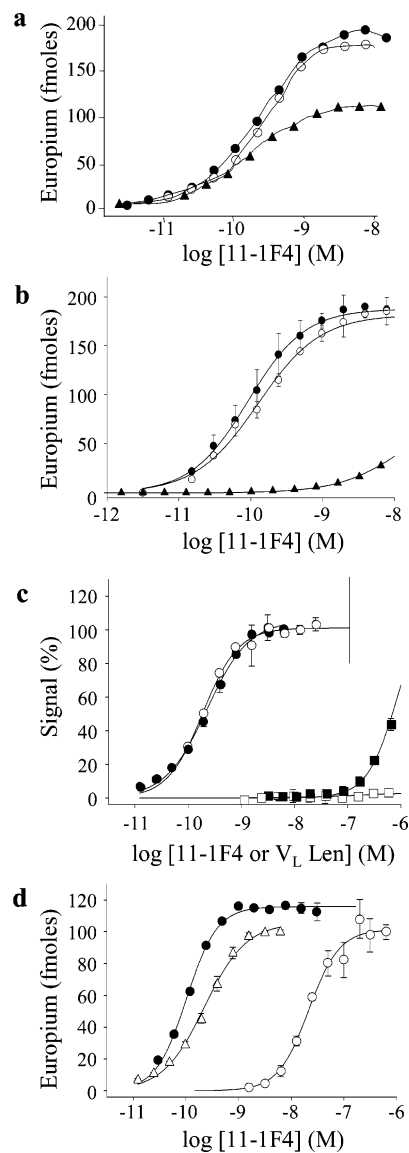 a
Europium (fmoles)
200
150
100
50
0
-11 -10 -9 -8
log [11-1F4] (M)
b
Europium (fmoles)
200
150
100
50
0
-12 -11 -10 -9 -8
log [11-1F4] (M)
c
Signal (%)
120
100
80
60
40
20
0
-11 -10 -9 -8 -7 -6
log [11-1F4 or VL Len] (M)
d
Europium (fmoles)
120
100
80
60
40
20
0
-11 -10 -9 -8 -7 -6
log [11-1F4] (M)